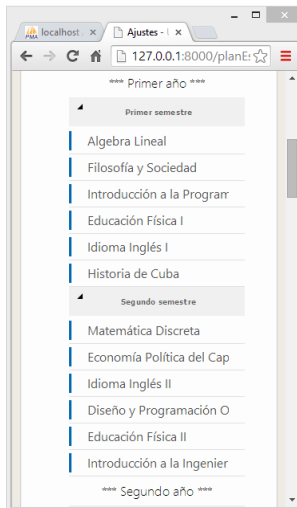 localhost
Ajustes - 
127.0.0.1:8000/planE
*** Primer año ***
Primer semestre
Algebra Lineal
Filosofía y Sociedad
Introducción a la Program
Educación Física I
Idioma Inglés I
Historia de Cuba
Segundo semestre
Matemática Discreta
Economía Política del Cap
Idioma Inglés II
Diseño y Programación O
Educación Física II
Introducción a la Ingenier
*** Segundo año ***